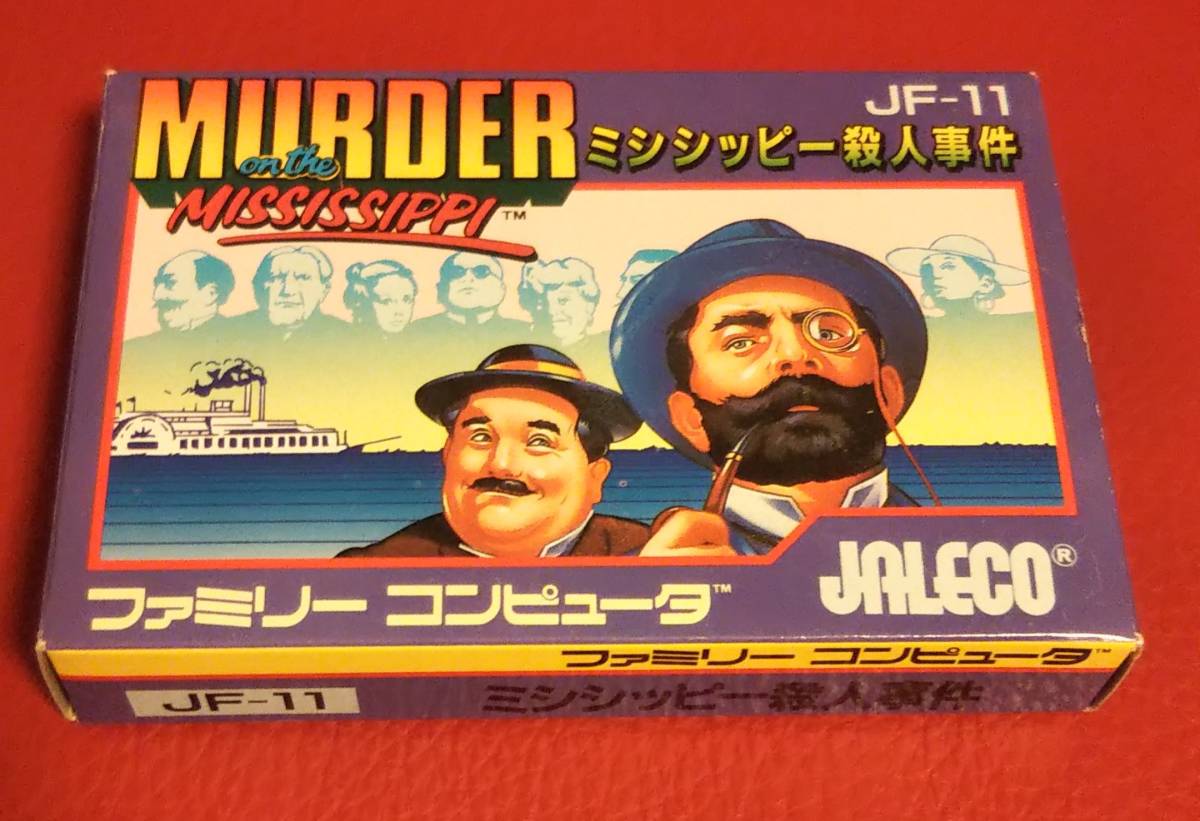 MURDER
on the
MISSISSIPPI™
JF-11
ミシシッピー殺人事件
ファミリー コンピュータ™
JALECO®
ファミリー コンピュータ™
JF-11
ミシシッピー殺人事件